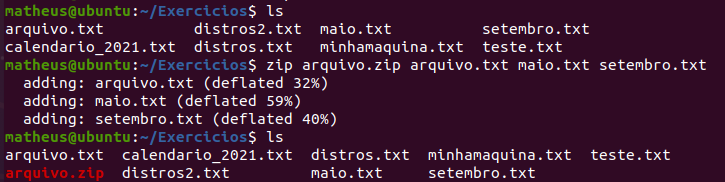 matheus@ubuntu:~/Exercicios$ ls
arquivo.txt          distros2.txt  maio.txt          setembro.txt
calendario_2021.txt  distros.txt   minhamaquina.txt  teste.txt
matheus@ubuntu:~/Exercicios$ zip arquivo.zip arquivo.txt maio.txt setembro.txt
  adding: arquivo.txt (deflated 32%)
  adding: maio.txt (deflated 59%)
  adding: setembro.txt (deflated 40%)
matheus@ubuntu:~/Exercicios$ ls
arquivo.txt  calendario_2021.txt  distros.txt  minhamaquina.txt  teste.txt
arquivo.zip  distros2.txt         maio.txt     setembro.txt